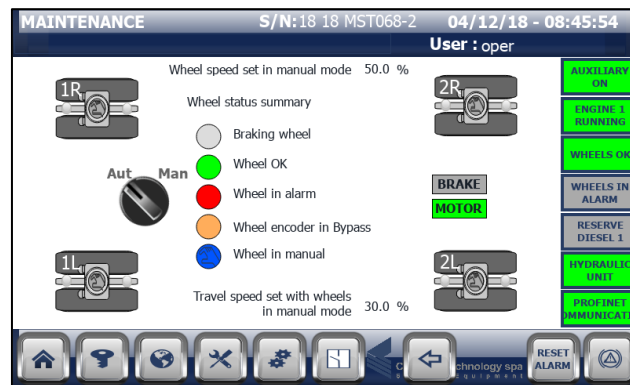 MAINTENANCE S/N:18 18 MST068-2 04/12/18 - 08:45:54
User : oper
Wheel speed set in manual mode 50.0 %
1R
2R
Wheel status summary
Braking wheel
Wheel OK
Aut Man
Wheel in alarm
Wheel encoder in Bypass
Wheel in manual
BRAKE
MOTOR
1L
2L
Travel speed set with wheels
in manual mode 30.0 %
AUXILIARY
ON
ENGINE 1
RUNNING
WHEELS OK
WHEELS IN
ALARM
RESERVE
DIESEL 1
HYDRAULIC
UNIT
PROFINET
OMMUNICATI
chnology spa
Equipment
RESET
ALARM